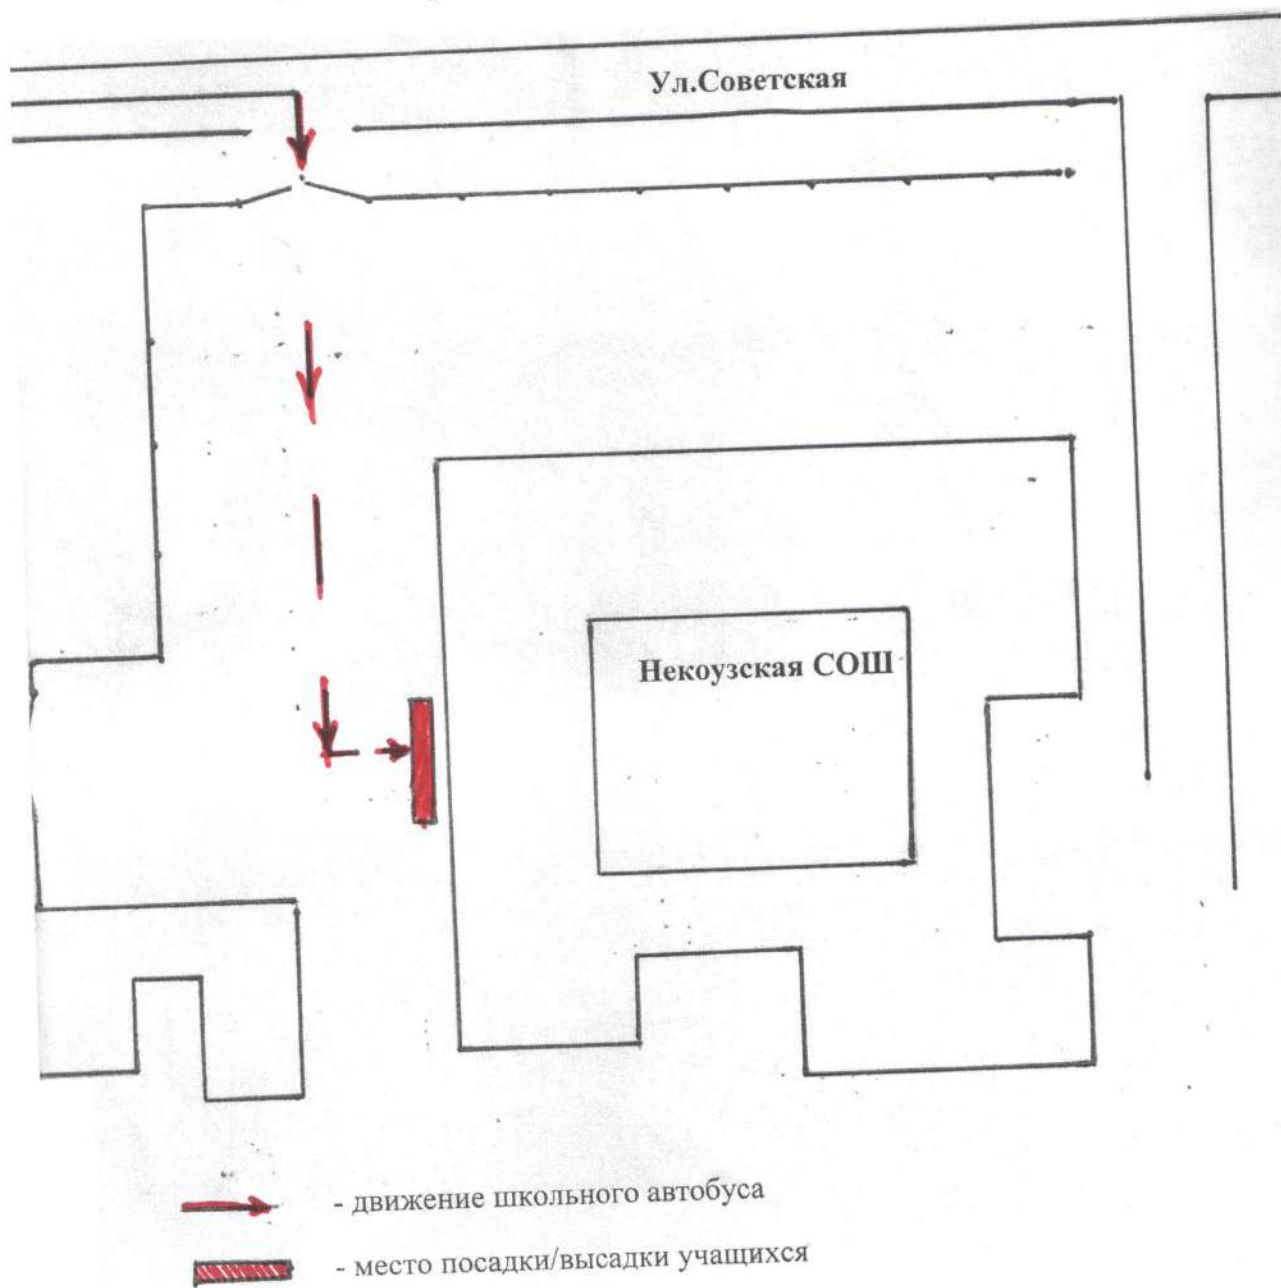 Ул.Советская
Некоузская СОШ
- движение школьного автобуса
- место посадки/высадки учащихся